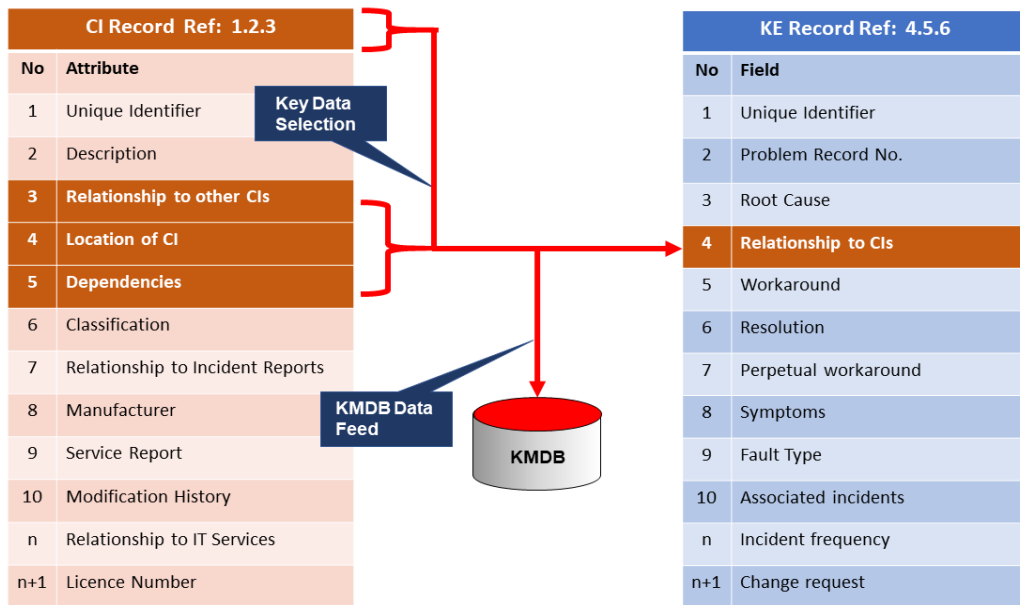 CI Record Ref: 1.2.3
No Attribute
1 Unique Identifier
2 Description
3 Relationship to other CIs
4 Location of CI
5 Dependencies
6 Classification
7 Relationship to Incident Reports
8 Manufacturer
9 Service Report
10 Modification History
n Relationship to IT Services
n+1 Licence Number
Key Data
Selection
KMDB Data
Feed
KMDB
KE Record Ref: 4.5.6
No Field
1 Unique Identifier
2 Problem Record No.
3 Root Cause
4 Relationship to CIs
5 Workaround
6 Resolution
7 Perpetual workaround
8 Symptoms
9 Fault Type
10 Associated incidents
n Incident frequency
n+1 Change request